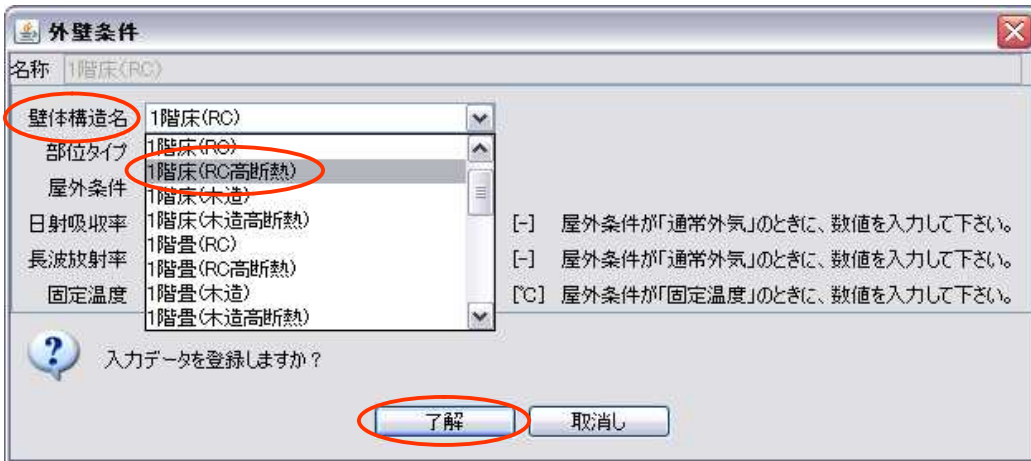 外壁条件
名称 1階床(RC)
壁体構造名 1階床(RC)
部位タイプ 1階床(RC)
1階床(RC高断熱)
屋外条件 1階床(木造)
日射吸収率 1階床(木造高断熱) [-] 屋外条件が「通常外気」のときに、数値を入力して下さい。
1階畳(RC)
長波放射率 1階畳(RC高断熱) [-] 屋外条件が「通常外気」のときに、数値を入力して下さい。
固定温度 1階畳(木造) [℃] 屋外条件が「固定温度」のときに、数値を入力して下さい。
1階畳(木造高断熱)
入力データを登録しますか？
了解 取消し